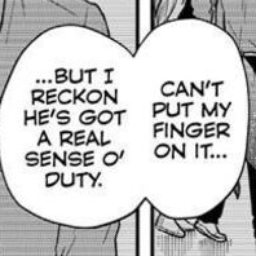 CAN'T
PUT MY
FINGER
ON IT...
...BUT I
RECKON
HE'S GOT
A REAL
SENSE O'
DUTY.